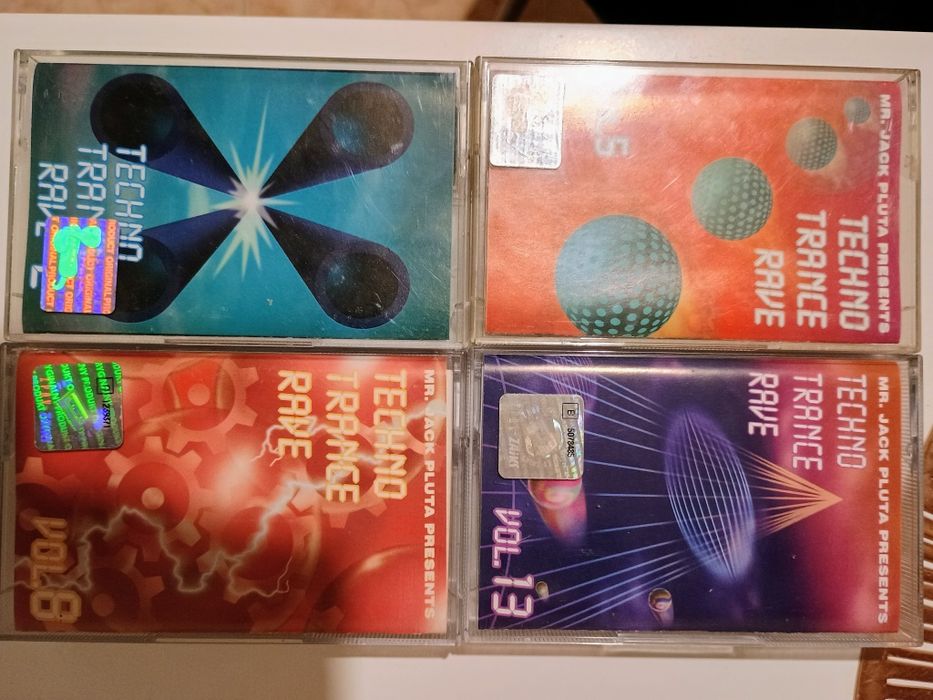 TECHNO
TRANCE
RAVE 2
MR. JACK PLUTA PRESENTS
TECHNO
TRANCE
RAVE
MR. JACK PLUTA PRESENTS
TECHNO
TRANCE
RAVE
VOL.8
MR. JACK PLUTA PRESENTS
TECHNO
TRANCE
RAVE
VOL.13